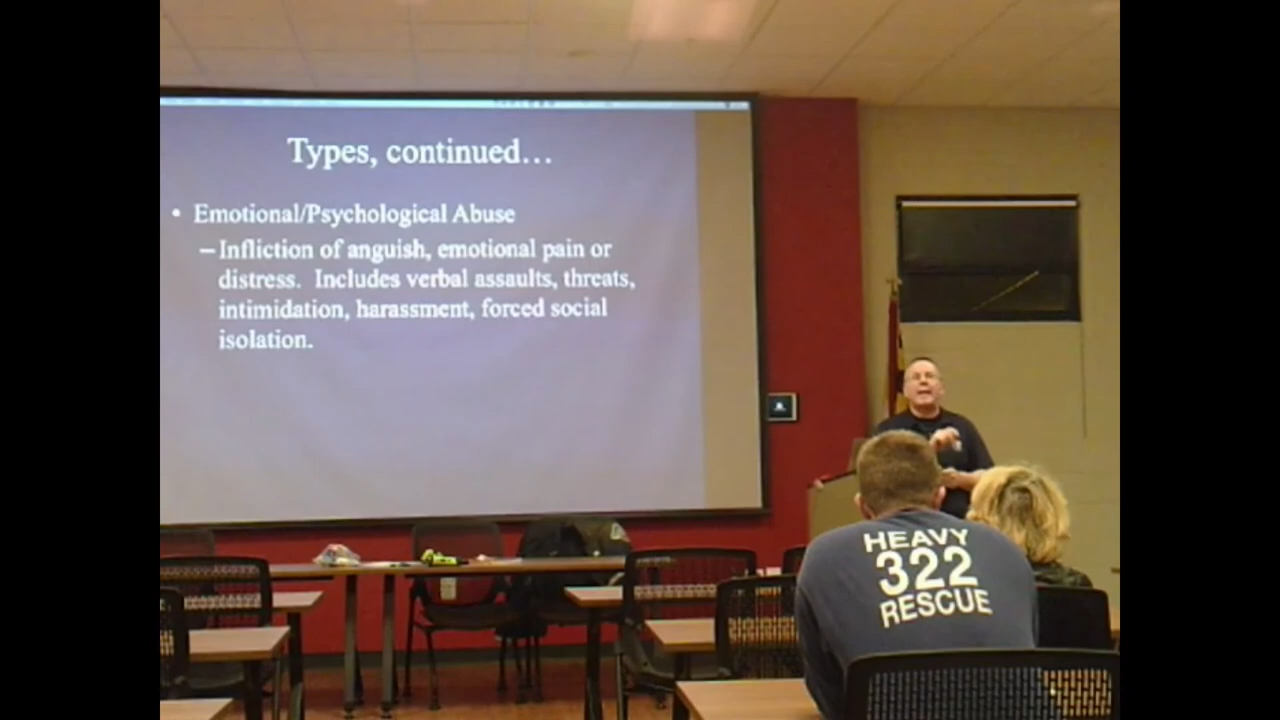 Types, continued…
• Emotional/Psychological Abuse
– Infliction of anguish, emotional pain or
distress. Includes verbal assaults, threats,
intimidation, harassment, forced social
isolation.
HEAVY
322
RESCUE